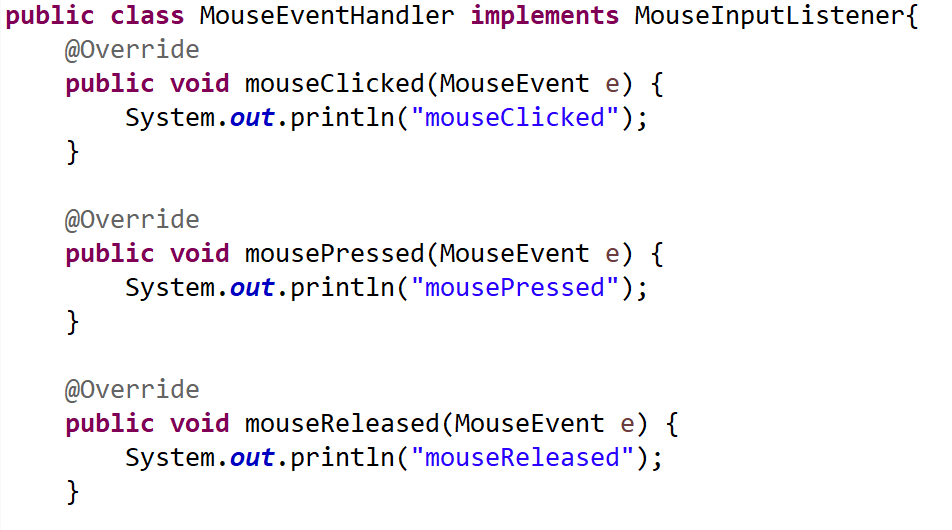 public class MouseEventHandler implements MouseInputListener{
@Override
public void mouseClicked(MouseEvent e) {
System.out.println("mouseClicked");
}
@Override
public void mousePressed(MouseEvent e) {
System.out.println("mousePressed");
}
@Override
public void mouseReleased(MouseEvent e) {
System.out.println("mouseReleased");
}